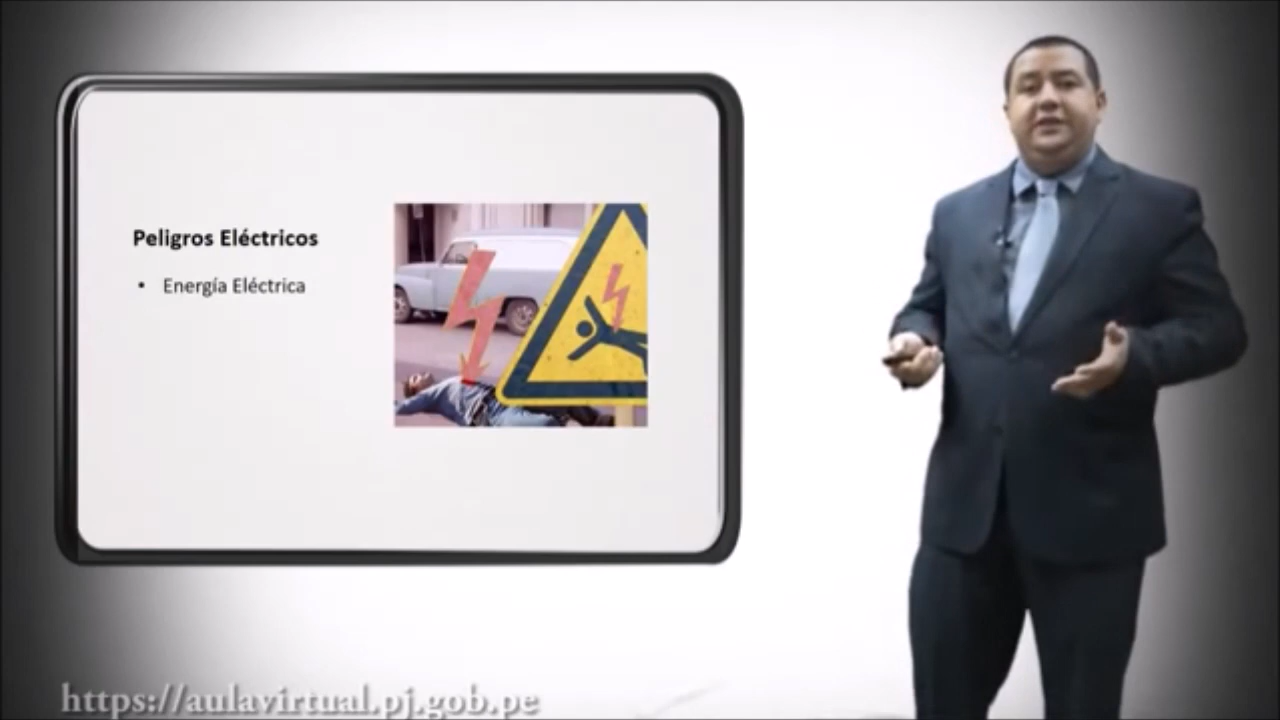 Peligros Eléctricos
• Energía Eléctrica
https://aulavirtual.pj.gob.pe